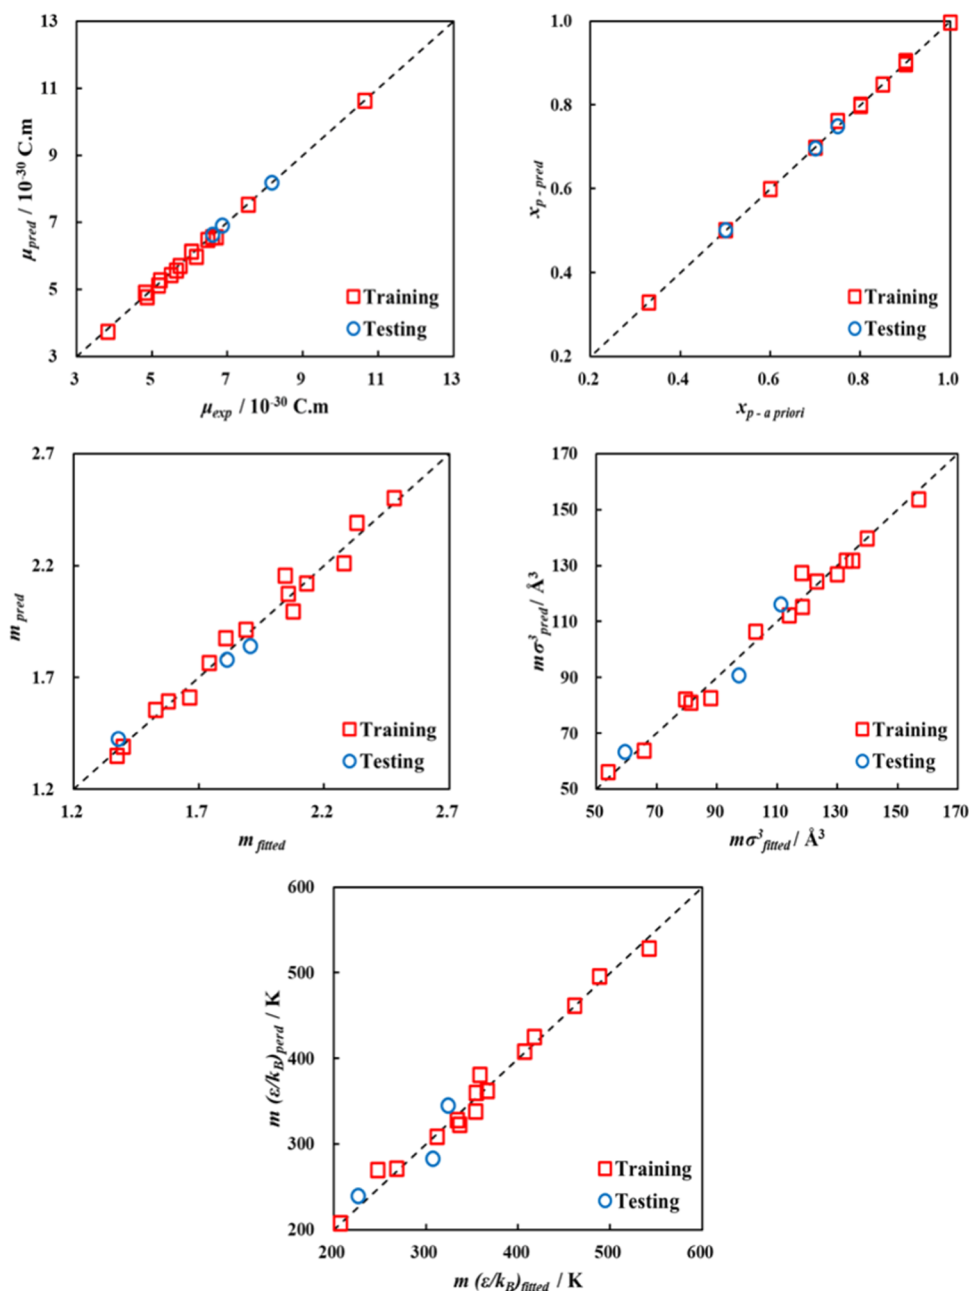 13
11
9
7
5
3
μpred / 10⁻³⁰ C.m
Training
Testing
3 5 7 9 11 13
μexp / 10⁻³⁰ C.m
1.0
0.8
0.6
0.4
0.2
xp - pred
Training
Testing
0.2 0.4 0.6 0.8 1.0
xp - a priori
2.7
2.2
1.7
1.2
m pred
Training
Testing
1.2 1.7 2.2 2.7
m fitted
170
150
130
110
90
70
50
mσ³pred / Å³
Training
Testing
50 70 90 110 130 150 170
mσ³fitted / Å³
600
500
400
300
200
m (ε/kB)perd / K
Training
Testing
200 300 400 500 600
m (ε/kB)fitted / K